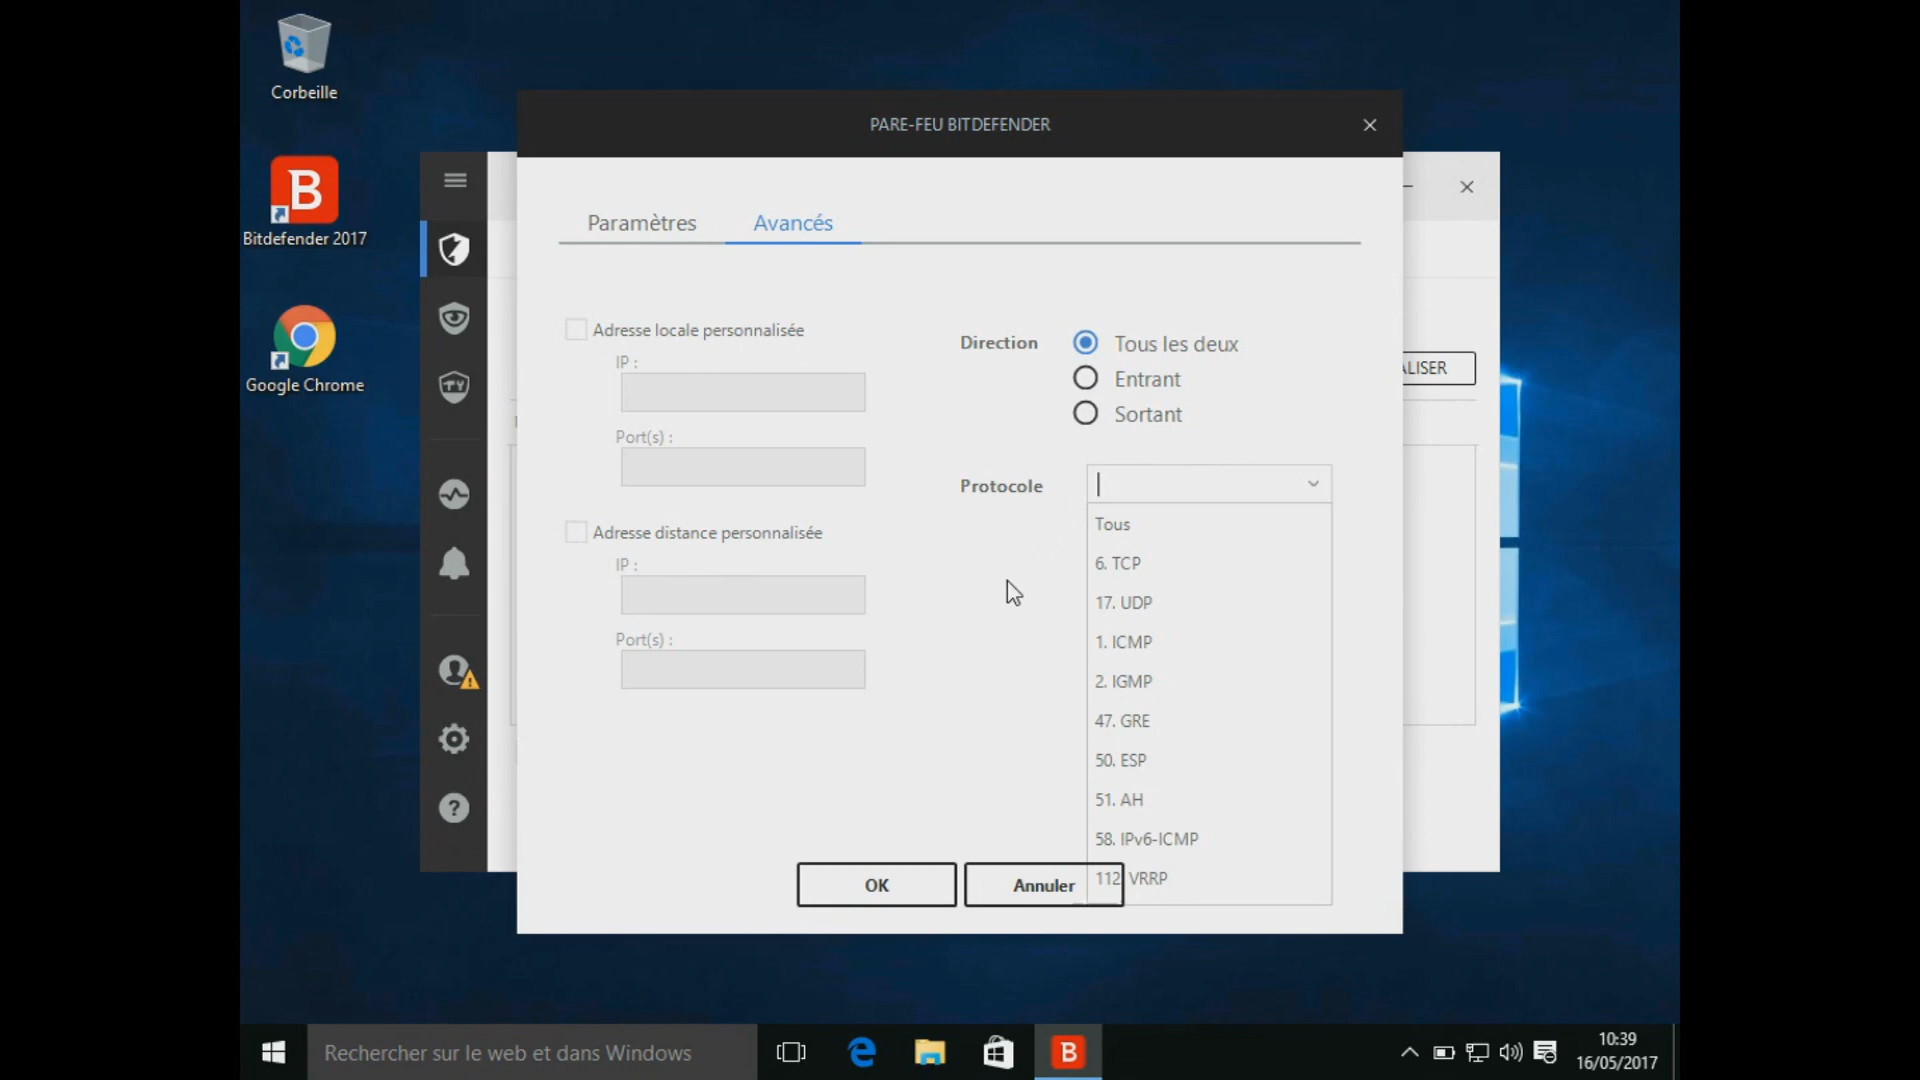 Corbeille
Bitdefender 2017
Google Chrome
PARE-FEU BITDEFENDER
Paramètres
Avancés
Adresse locale personnalisée
IP :
Port(s) :
Adresse distance personnalisée
IP :
Port(s) :
Direction
Tous les deux
Entrant
Sortant
Protocole
Tous
6. TCP
17. UDP
1. ICMP
2. IGMP
47. GRE
50. ESP
51. AH
58. IPv6-ICMP
112. VRRP
OK
Annuler
ALISER
Rechercher sur le web et dans Windows
10:39
16/05/2017